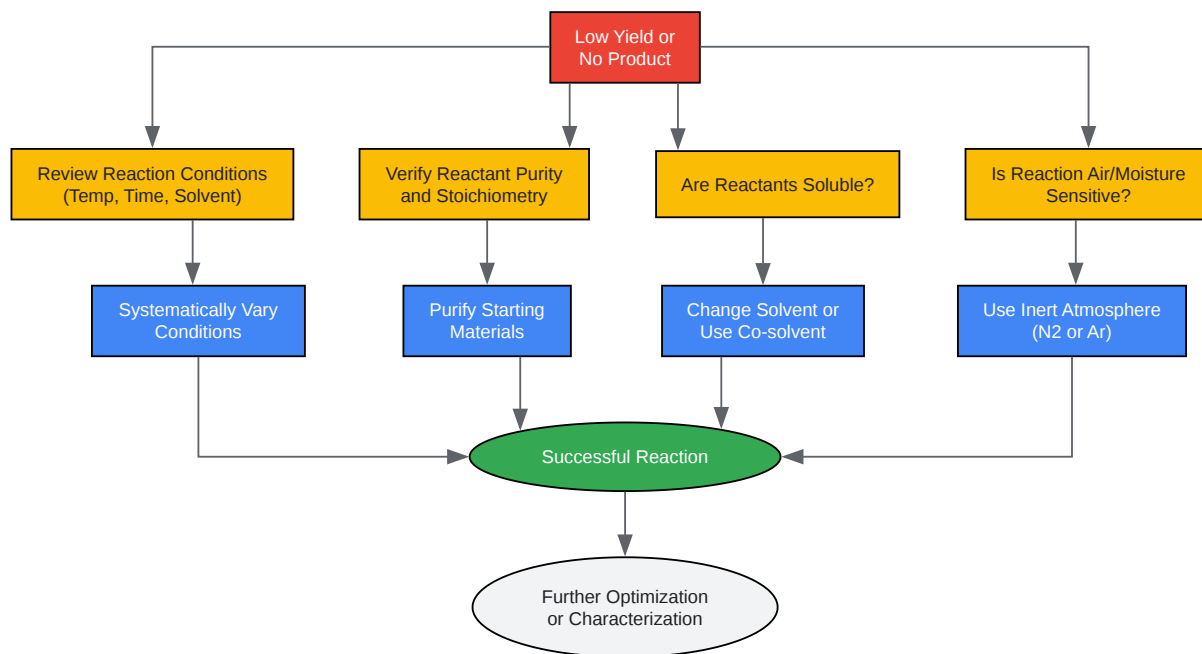 Low Yield or
No Product
Review Reaction Conditions
(Temp, Time, Solvent)
Verify Reactant Purity
and Stoichiometry
Are Reactants Soluble?
Is Reaction Air/Moisture
Sensitive?
Systematically Vary
Conditions
Purify Starting
Materials
Change Solvent or
Use Co-solvent
Use Inert Atmosphere
(N2 or Ar)
Successful Reaction
Further Optimization
or Characterization